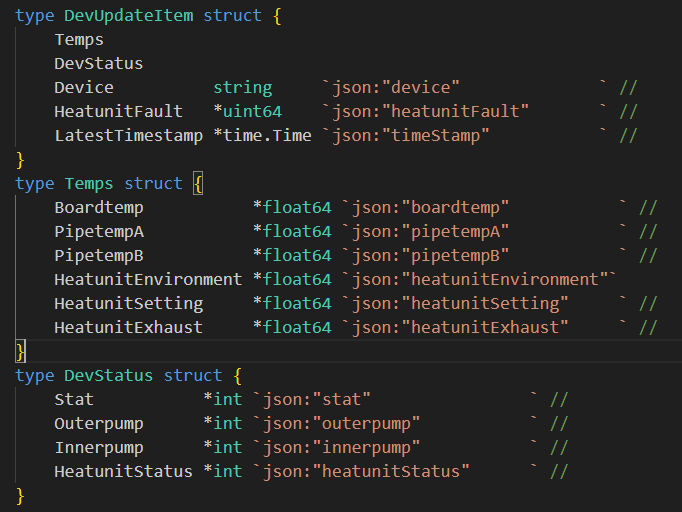 type DevUpdateItem struct {
    Temps
    DevStatus
    Device          string     `json:"device"              ` //
    HeatunitFault   *uint64    `json:"heatunitFault"       ` //
    LatestTimestamp *time.Time `json:"timeStamp"           ` //
}
type Temps struct {
    Boardtemp           *float64 `json:"boardtemp"           ` //
    PipetempA           *float64 `json:"pipetempA"           ` //
    PipetempB           *float64 `json:"pipetempB"           ` //
    HeatunitEnvironment *float64 `json:"heatunitEnvironment"`
    HeatunitSetting     *float64 `json:"heatunitSetting"     ` //
    HeatunitExhaust     *float64 `json:"heatunitExhaust"     ` //
}
type DevStatus struct {
    Stat           *int `json:"stat"                ` //
    Outerpump      *int `json:"outerpump"           ` //
    Innerpump      *int `json:"innerpump"           ` //
    HeatunitStatus *int `json:"heatunitStatus"      ` //
}